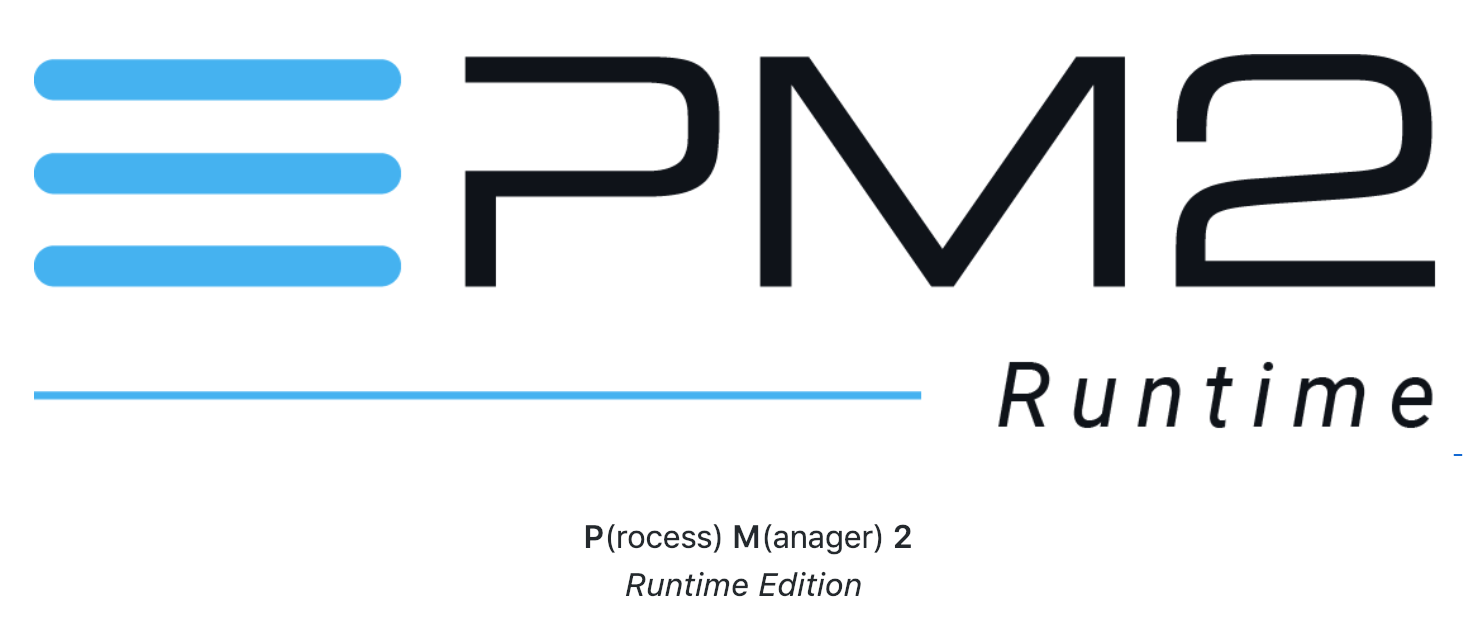 PM2
Runtime
P(rocess) M(anager) 2
Runtime Edition